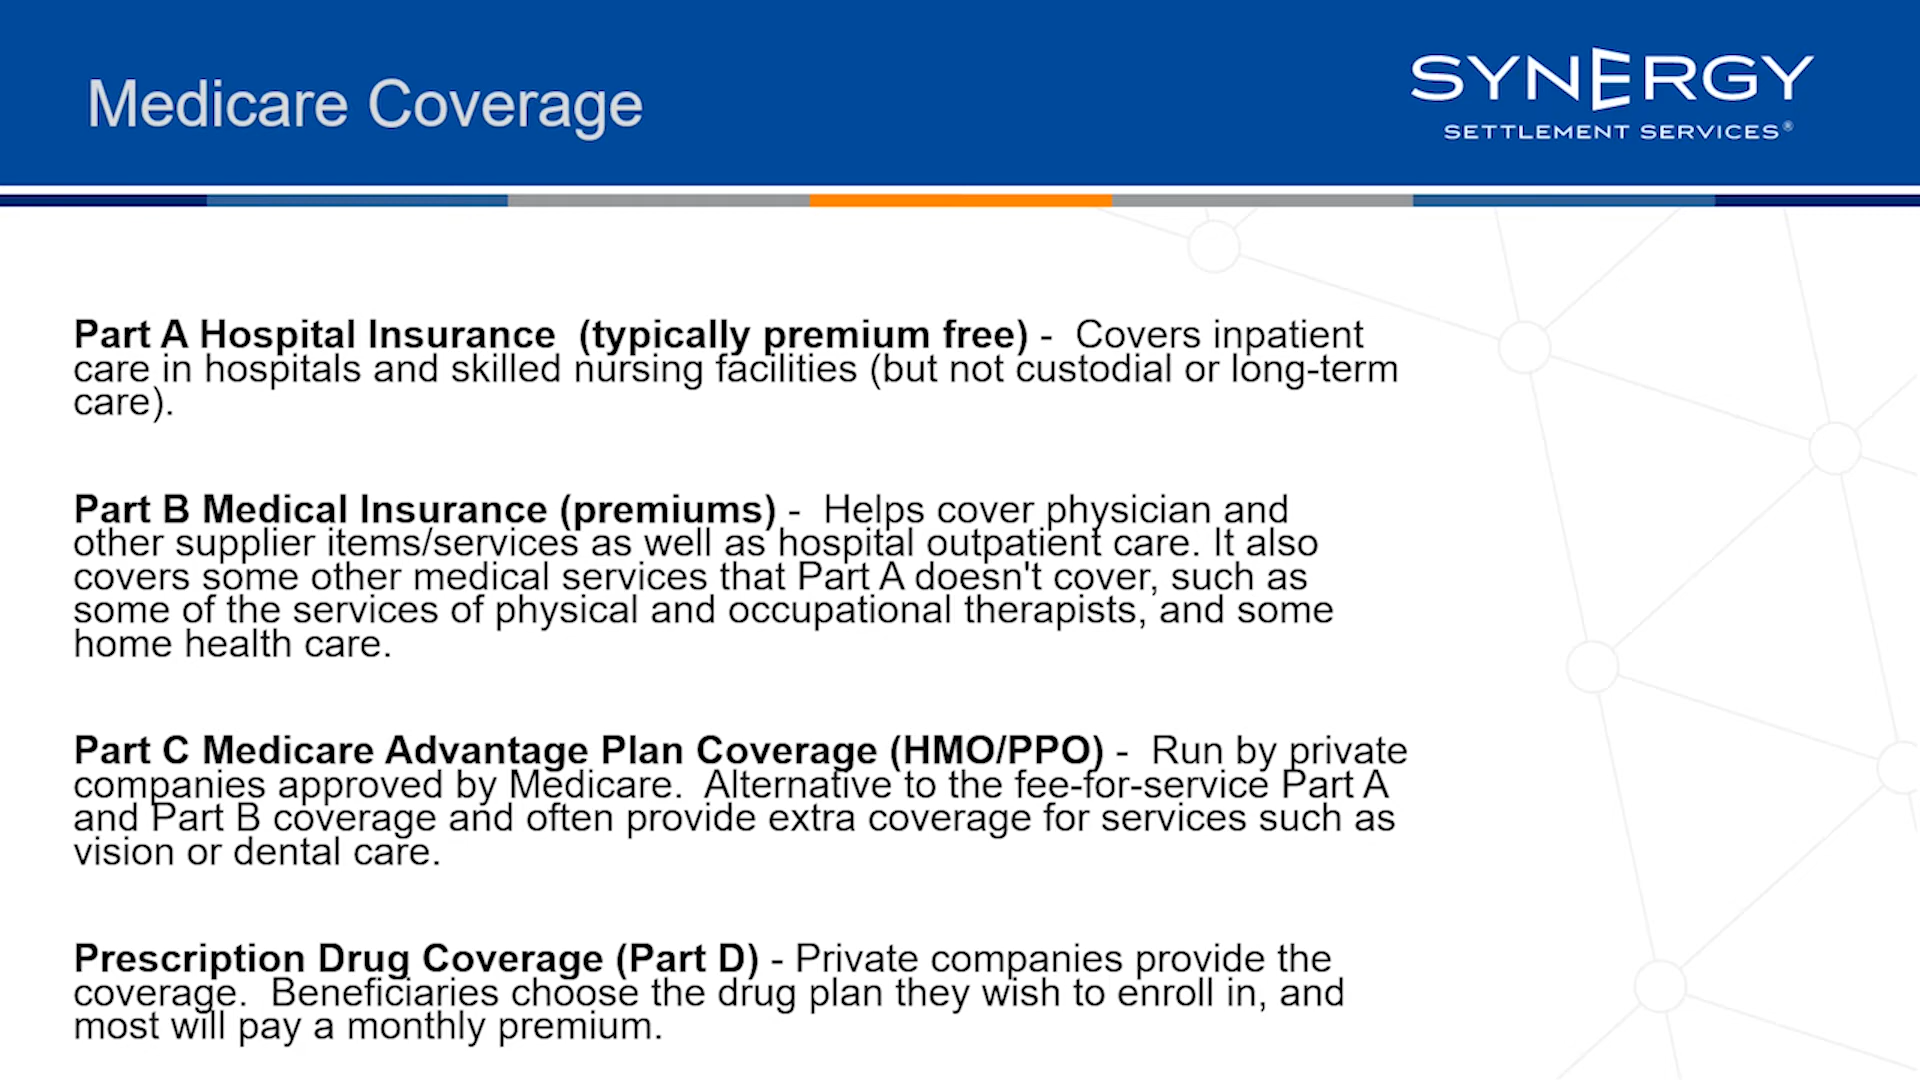 Medicare Coverage
SYNERGY
SETTLEMENT SERVICES®
Part A Hospital Insurance  (typically premium free) -  Covers inpatient
care in hospitals and skilled nursing facilities (but not custodial or long-term
care).
Part B Medical Insurance (premiums) -  Helps cover physician and
other supplier items/services as well as hospital outpatient care. It also
covers some other medical services that Part A doesn't cover, such as
some of the services of physical and occupational therapists, and some
home health care.
Part C Medicare Advantage Plan Coverage (HMO/PPO) -  Run by private
companies approved by Medicare.  Alternative to the fee-for-service Part A
and Part B coverage and often provide extra coverage for services such as
vision or dental care.
Prescription Drug Coverage (Part D) - Private companies provide the
coverage.  Beneficiaries choose the drug plan they wish to enroll in, and
most will pay a monthly premium.